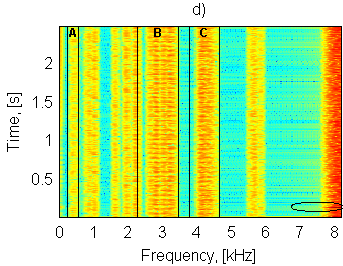 d)
A B C
2
1.5
1
0.5
Time, [s]
0 1 2 3 4 5 6 7 8
Frequency, [kHz]